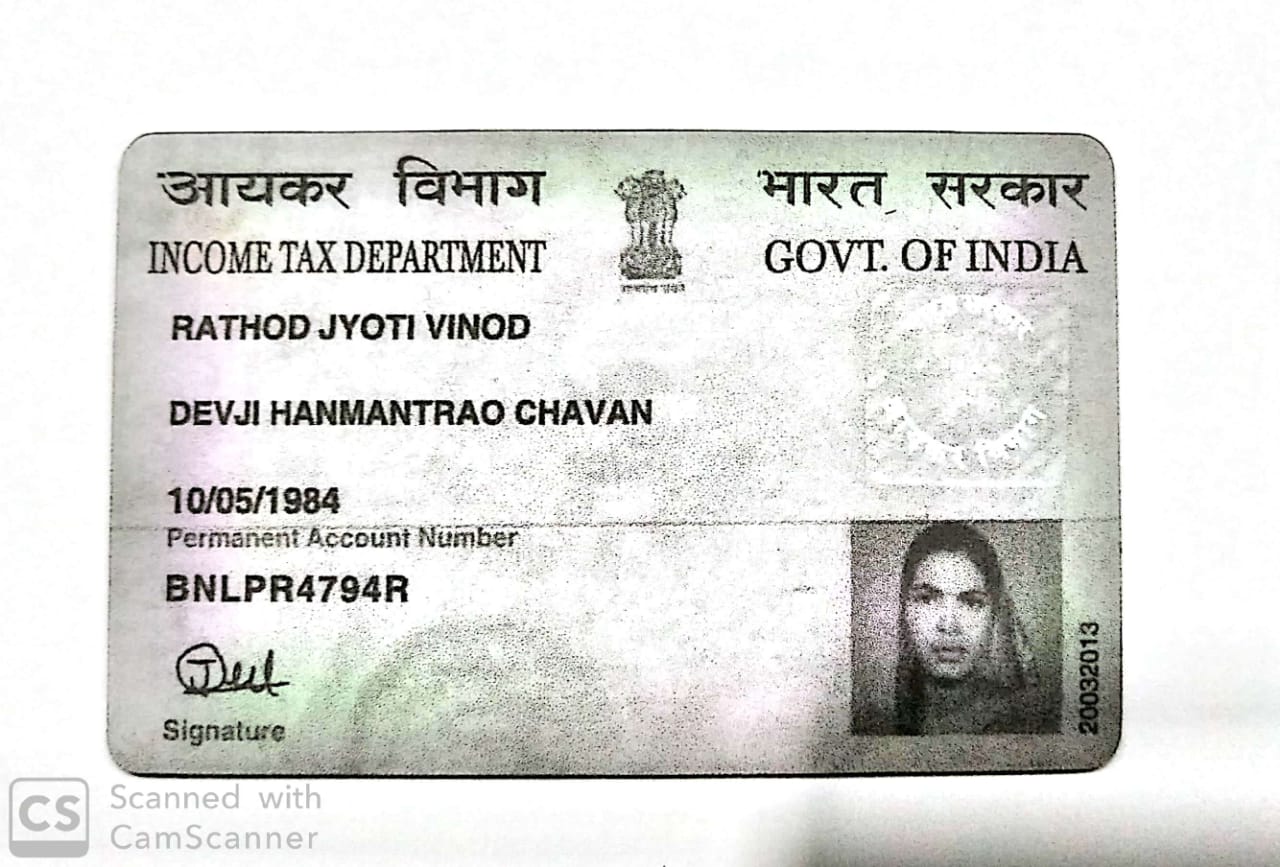 आयकर विभाग
भारत सरकार
INCOME TAX DEPARTMENT
GOVT. OF INDIA
RATHOD JYOTI VINOD
DEVJI HANMANTRAO CHAVAN
10/05/1984
Permanent Account Number
BNLPR4794R
Signature
20032013
CS
Scanned with
CamScanner